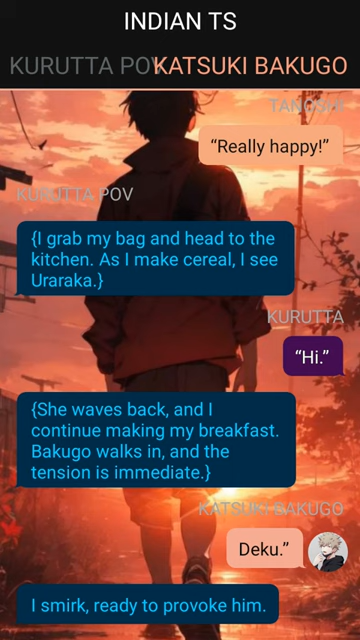 INDIAN TS
KURUTTA POV
KATSUKI BAKUGO
TANOSHI
“Really happy!”
KURUTTA POV
{I grab my bag and head to the
kitchen. As I make cereal, I see
Uraraka.}
KURUTTA
“Hi.”
{She waves back, and I
continue making my breakfast.
Bakugo walks in, and the
tension is immediate.}
KATSUKI BAKUGO
Deku.”
I smirk, ready to provoke him.